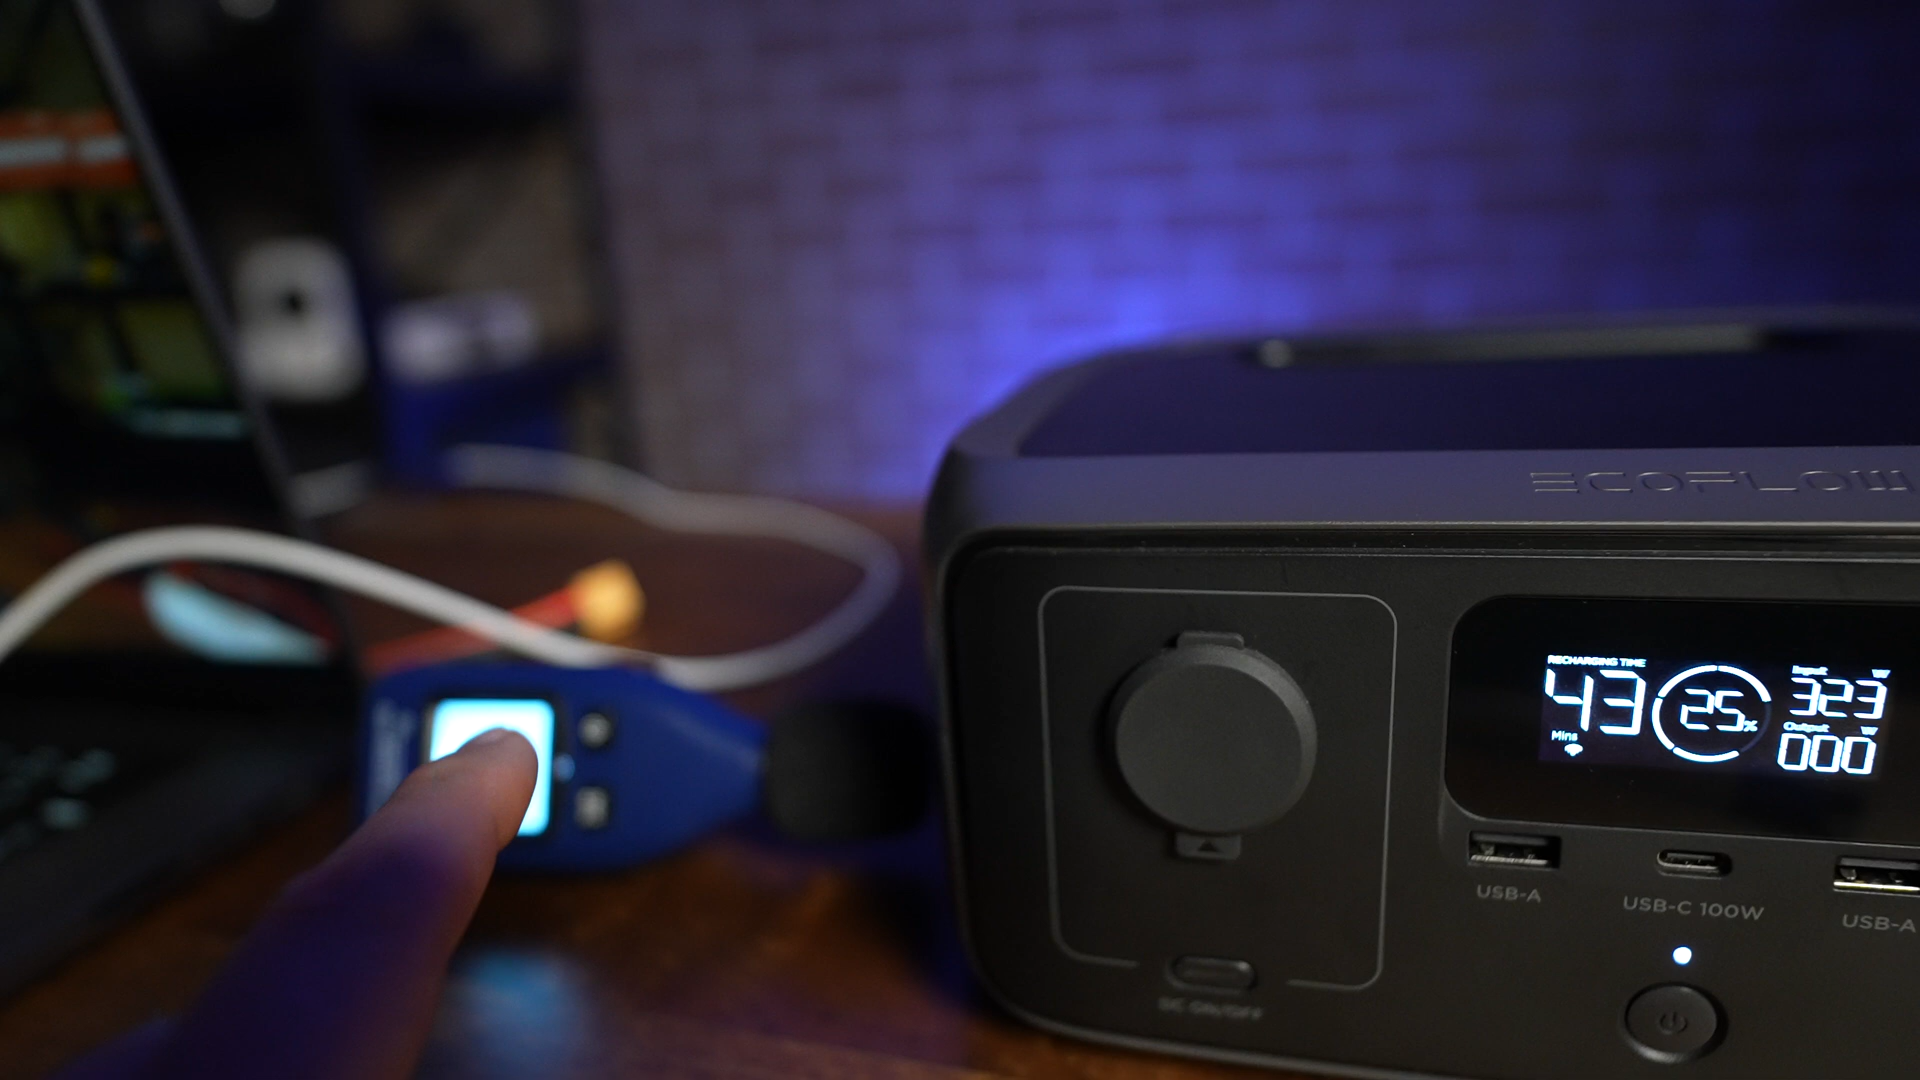 ECOFLOW
RECHARGING TIME
43
Mins
25%
Input W
323
Output W
000
USB-A
USB-C 100W
USB-A
DC ON/OFF